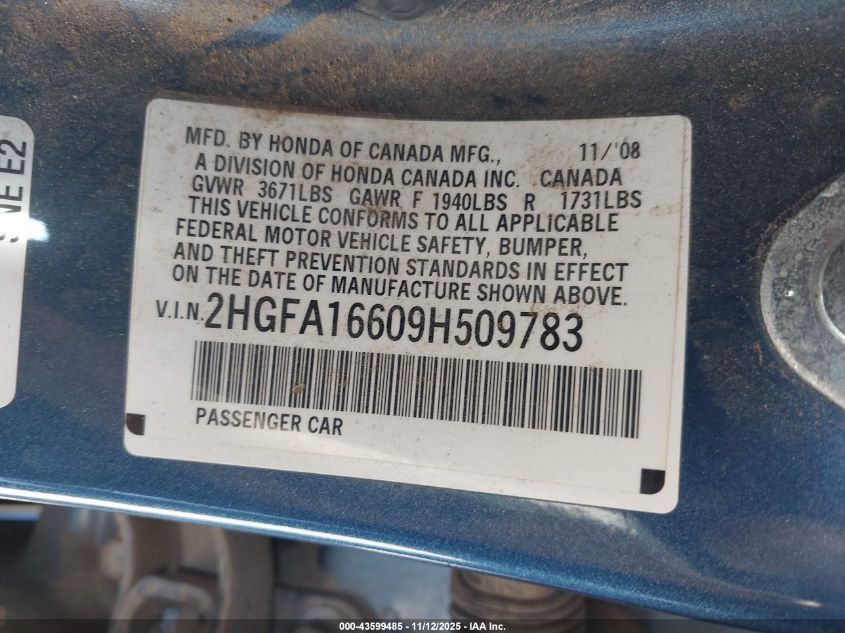 MFD. BY HONDA OF CANADA MFG., 11/'08
A DIVISION OF HONDA CANADA INC. CANADA
GVWR 3671LBS GAWR F 1940LBS R 1731LBS
THIS VEHICLE CONFORMS TO ALL APPLICABLE
FEDERAL MOTOR VEHICLE SAFETY, BUMPER,
AND THEFT PREVENTION STANDARDS IN EFFECT
ON THE DATE OF MANUFACTURE SHOWN ABOVE.
V.I.N. 2HGFA16609H509783
PASSENGER CAR
E2
000-43599485 - 11/12/2025 - IAA Inc.